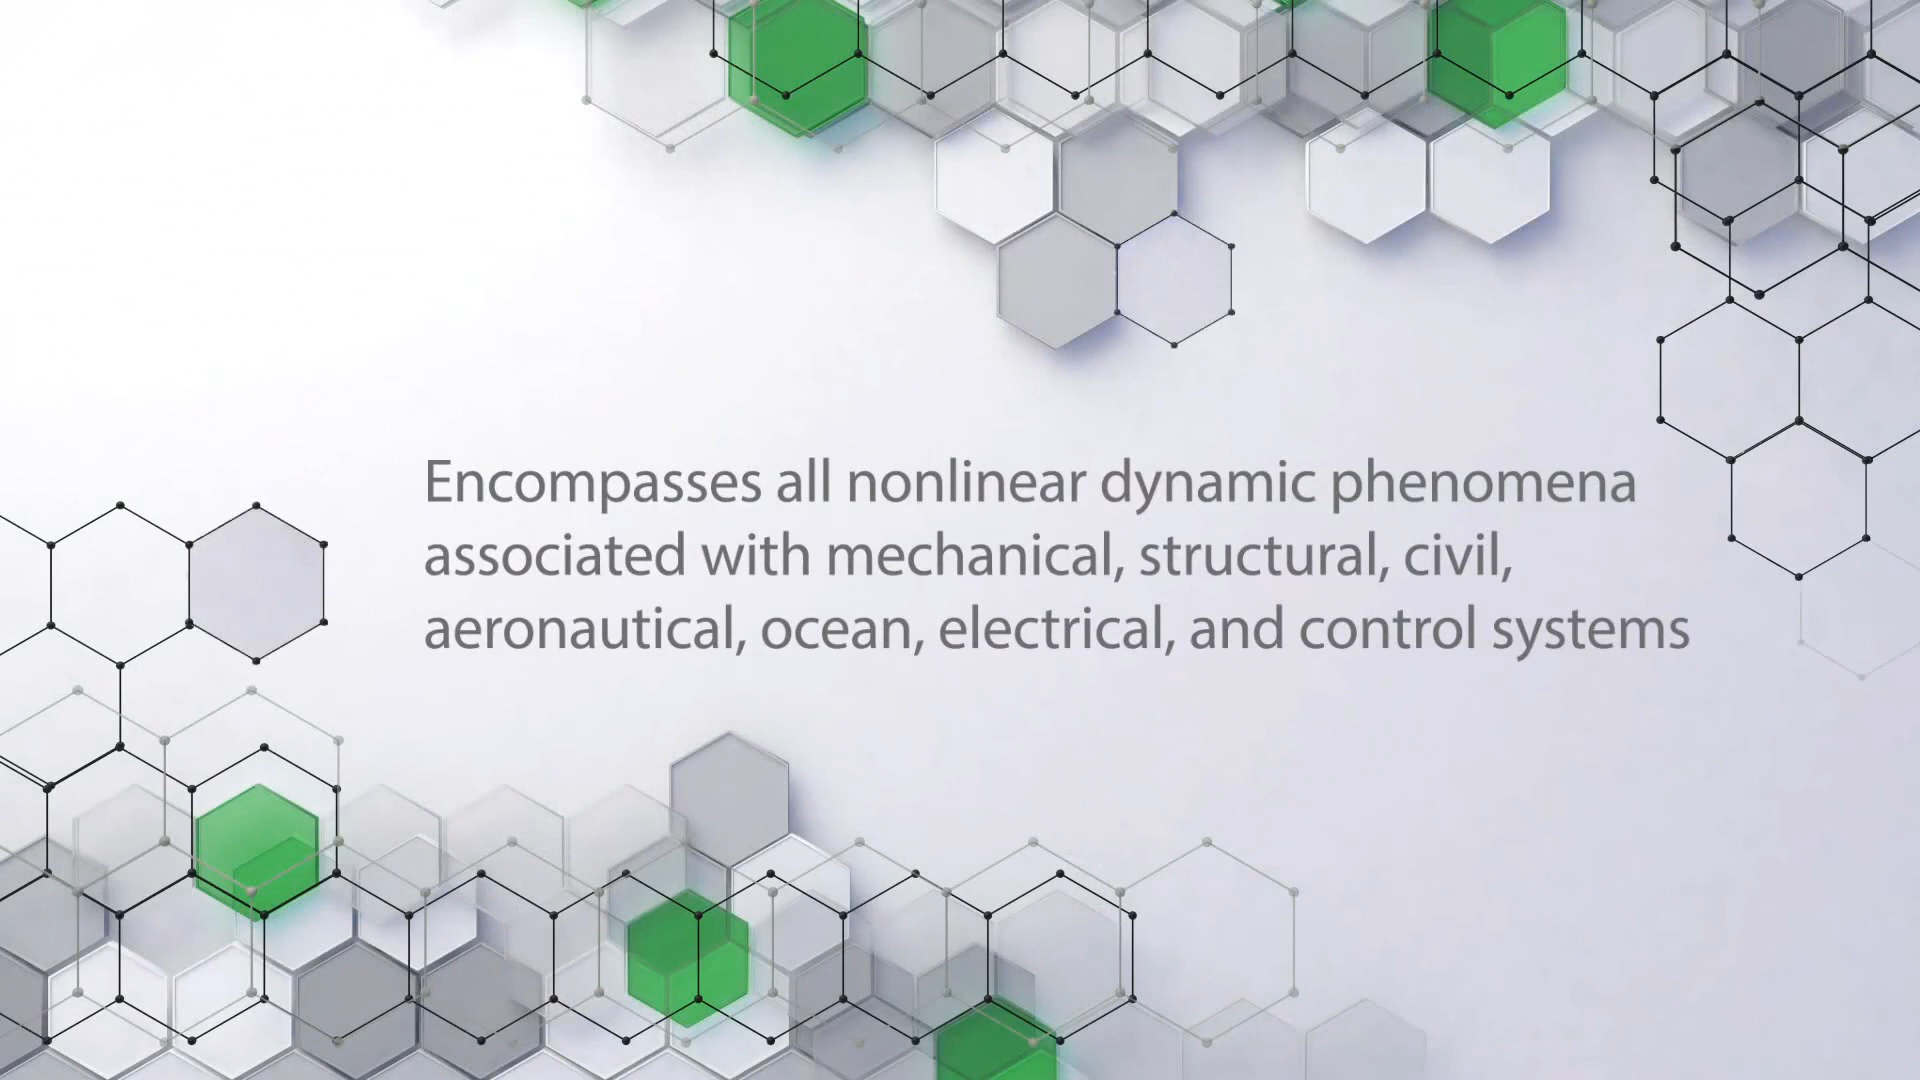 Encompasses all nonlinear dynamic phenomena
associated with mechanical, structural, civil,
aeronautical, ocean, electrical, and control systems